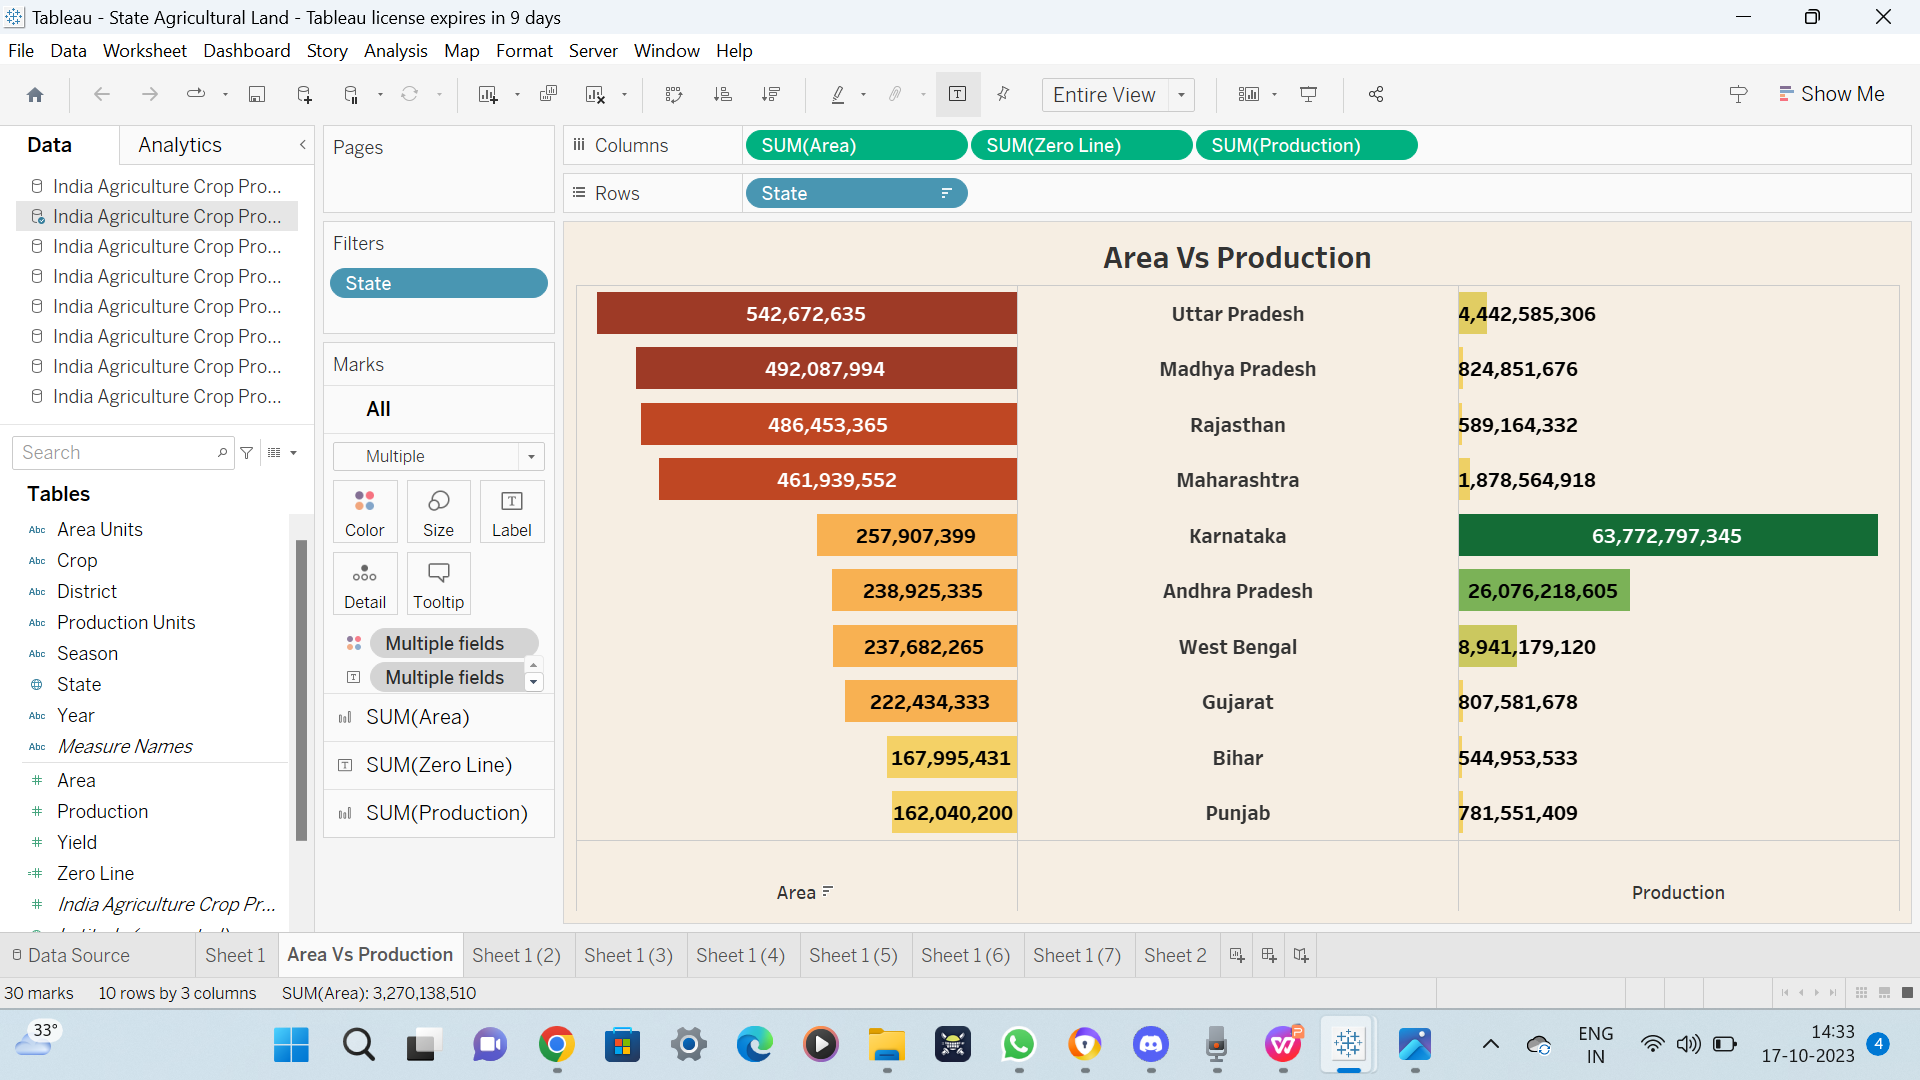 Tableau - State Agricultural Land - Tableau license expires in 9 days
File Data Worksheet Dashboard Story Analysis Map Format Server Window Help
Entire View
Show Me
Data Analytics
India Agriculture Crop Pro...
India Agriculture Crop Pro...
India Agriculture Crop Pro...
India Agriculture Crop Pro...
India Agriculture Crop Pro...
India Agriculture Crop Pro...
India Agriculture Crop Pro...
India Agriculture Crop Pro...
Search
Tables
Abc Area Units
Abc Crop
Abc District
Abc Production Units
Abc Season
State
Abc Year
Measure Names
# Area
# Production
# Yield
=# Zero Line
# India Agriculture Crop Pr...
Pages
Filters
State
Marks
All
Multiple
Color Size Label
Detail Tooltip
Multiple fields
Multiple fields
SUM(Area)
SUM(Zero Line)
SUM(Production)
Columns SUM(Area) SUM(Zero Line) SUM(Production)
Rows State
Area Vs Production
542,672,635 Uttar Pradesh 4,442,585,306
492,087,994 Madhya Pradesh 824,851,676
486,453,365 Rajasthan 589,164,332
461,939,552 Maharashtra 1,878,564,918
257,907,399 Karnataka 63,772,797,345
238,925,335 Andhra Pradesh 26,076,218,605
237,682,265 West Bengal 8,941,179,120
222,434,333 Gujarat 807,581,678
167,995,431 Bihar 544,953,533
162,040,200 Punjab 781,551,409
Area Production
Data Source Sheet 1 Area Vs Production Sheet 1 (2) Sheet 1 (3) Sheet 1 (4) Sheet 1 (5) Sheet 1 (6) Sheet 1 (7) Sheet 2
30 marks 10 rows by 3 columns SUM(Area): 3,270,138,510
33°
ENG
IN
14:33
17-10-2023
4